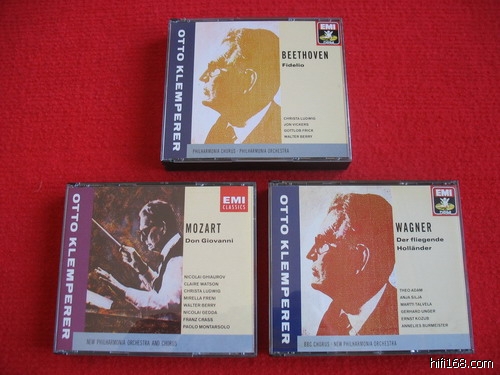 OTTO KLEMPERER
EMI
BEETHOVEN
Fidelio
CHRISTA LUDWIG
JON VICKERS
GOTTLOB FRICK
WALTER BERRY
PHILHARMONIA CHORUS · PHILHARMONIA ORCHESTRA
OTTO KLEMPERER
EMI
CLASSICS
MOZART
Don Giovanni
NICOLAI GHIAUROV
CLAIRE WATSON
CHRISTA LUDWIG
MIRELLA FRENI
WALTER BERRY
NICOLAI GEDDA
FRANZ CRASS
PAOLO MONTARSOLO
NEW PHILHARMONIA ORCHESTRA AND CHORUS
OTTO KLEMPERER
EMI
WAGNER
Der fliegende
Holländer
THEO ADAM
ANJA SILJA
MARTTI TALVELA
GERHARD UNGER
ERNST KOZUB
ANNELIES BURMEISTER
BBC CHORUS · NEW PHILHARMONIA ORCHESTRA
hifi168.com